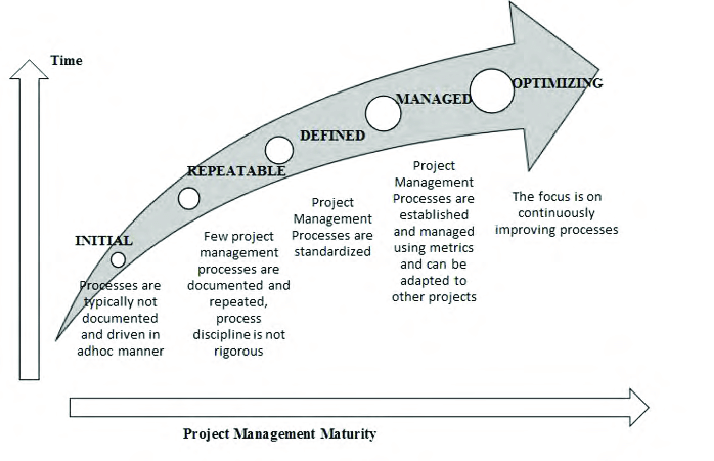 Time
OPTIMIZING
MANAGED
DEFINED
REPEATABLE
INITIAL
Processes are
typically not
documented
and driven in
adhoc manner
Few project
management
processes are
documented and
repeated,
process
discipline is not
rigorous
Project
Management
Processes are
standardized
Project
Management
Processes are
established
and managed
using metrics
and can be
adapted to
other projects
The focus is on
continuously
improving processes
Project Management Maturity